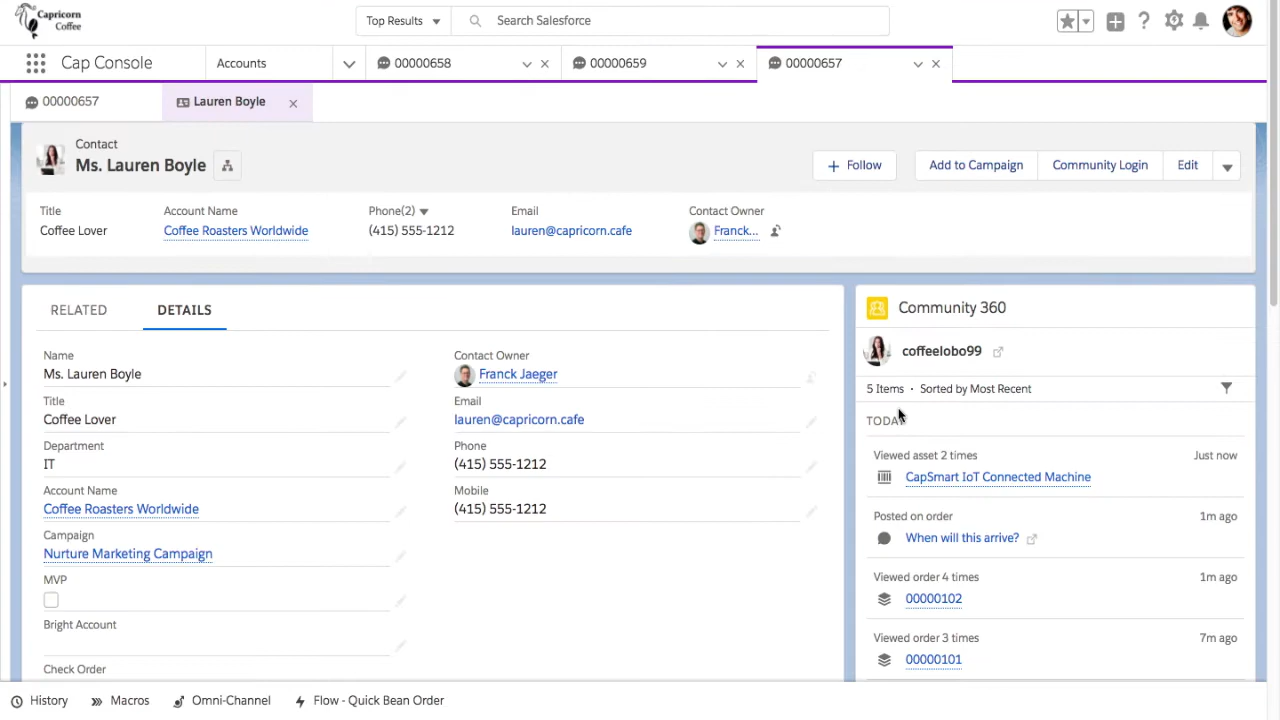 Capricorn
Coffee
Top Results
Search Salesforce
Cap Console
Accounts
00000658
00000659
00000657
00000657
Lauren Boyle
Contact
Ms. Lauren Boyle
Follow
Add to Campaign
Community Login
Edit
Title
Account Name
Phone(2)
Email
Contact Owner
Coffee Lover
Coffee Roasters Worldwide
(415) 555-1212
lauren@capricorn.cafe
Franck...
RELATED
DETAILS
Name
Ms. Lauren Boyle
Title
Coffee Lover
Department
IT
Account Name
Coffee Roasters Worldwide
Campaign
Nurture Marketing Campaign
MVP
Bright Account
Check Order
Contact Owner
Franck Jaeger
Email
lauren@capricorn.cafe
Phone
(415) 555-1212
Mobile
(415) 555-1212
Community 360
coffeelobo99
5 Items · Sorted by Most Recent
TODAY
Viewed asset 2 times
Just now
CapSmart IoT Connected Machine
Posted on order
1m ago
When will this arrive?
Viewed order 4 times
1m ago
00000102
Viewed order 3 times
7m ago
00000101
History
Macros
Omni-Channel
Flow - Quick Bean Order